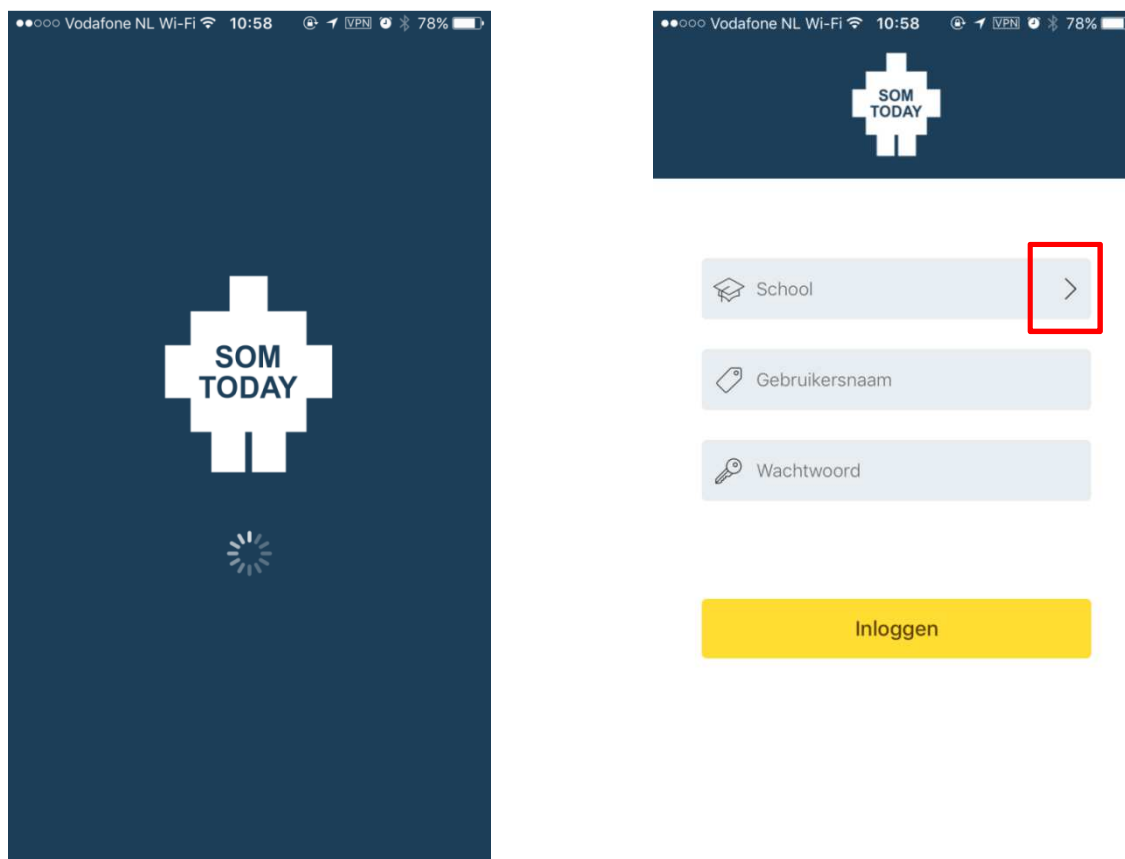 Vodafone NL Wi-Fi 10:58 VPN 78%
SOM
TODAY
Vodafone NL Wi-Fi 10:58 VPN 78%
SOM
TODAY
School
Gebruikersnaam
Wachtwoord
Inloggen